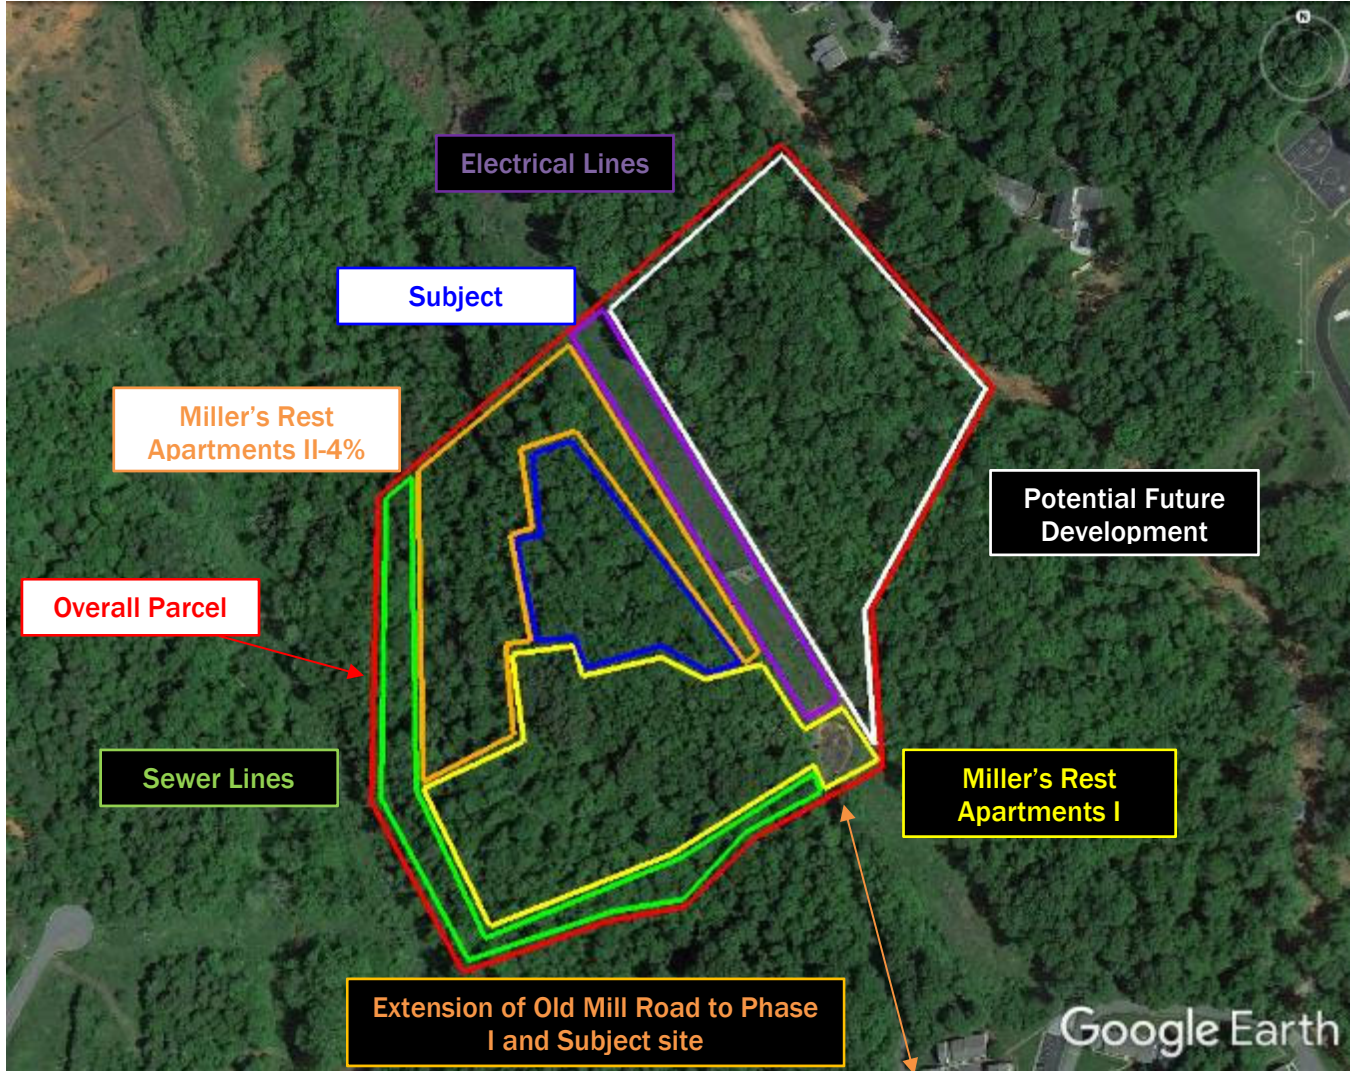 N
Electrical Lines
Subject
Miller's Rest
Apartments II-4%
Potential Future
Development
Overall Parcel
Sewer Lines
Miller's Rest
Apartments I
Extension of Old Mill Road to Phase
I and Subject site
Google Earth